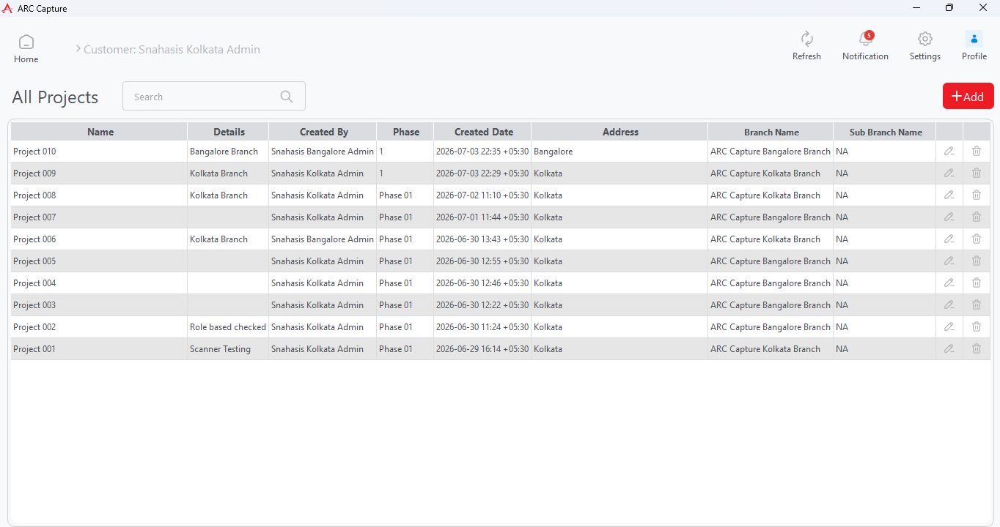 ARC Capture
Home
Customer: Snahasis Kolkata Admin
Refresh
5
Notification
Settings
Profile
All Projects
Search
+Add
Name Details Created By Phase Created Date Address Branch Name Sub Branch Name
Project 010 Bangalore Branch Snahasis Bangalore Admin 1 2026-07-03 22:35 +05:30 Bangalore ARC Capture Bangalore Branch NA
Project 009 Kolkata Branch Snahasis Kolkata Admin 1 2026-07-03 22:29 +05:30 Kolkata ARC Capture Kolkata Branch NA
Project 008 Kolkata Branch Snahasis Kolkata Admin Phase 01 2026-07-02 11:10 +05:30 Kolkata ARC Capture Kolkata Branch NA
Project 007 Snahasis Kolkata Admin Phase 01 2026-07-01 11:44 +05:30 Kolkata ARC Capture Bangalore Branch NA
Project 006 Kolkata Branch Snahasis Bangalore Admin Phase 01 2026-06-30 13:43 +05:30 Kolkata ARC Capture Kolkata Branch NA
Project 005 Snahasis Kolkata Admin Phase 01 2026-06-30 12:55 +05:30 Kolkata ARC Capture Bangalore Branch NA
Project 004 Snahasis Kolkata Admin Phase 01 2026-06-30 12:46 +05:30 Kolkata ARC Capture Bangalore Branch NA
Project 003 Snahasis Kolkata Admin Phase 01 2026-06-30 12:22 +05:30 Kolkata ARC Capture Bangalore Branch NA
Project 002 Role based checked Snahasis Kolkata Admin Phase 01 2026-06-30 11:24 +05:30 Kolkata ARC Capture Bangalore Branch NA
Project 001 Scanner Testing Snahasis Kolkata Admin Phase 01 2026-06-29 16:14 +05:30 Kolkata ARC Capture Kolkata Branch NA